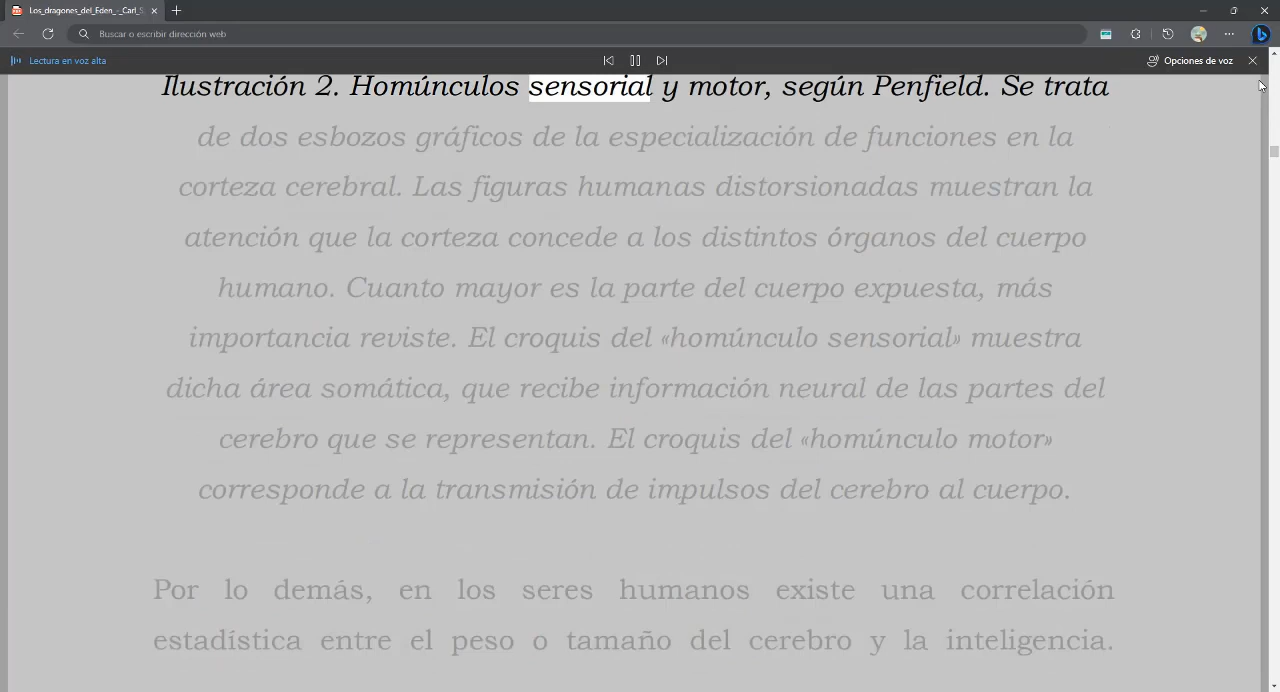 Los_dragones_del_Eden_-_Carl_S
Buscar o escribir dirección web
Lectura en voz alta
Opciones de voz
Ilustración 2. Homúnculos sensorial y motor, según Penfield. Se trata
de dos esbozos gráficos de la especialización de funciones en la
corteza cerebral. Las figuras humanas distorsionadas muestran la
atención que la corteza concede a los distintos órganos del cuerpo
humano. Cuanto mayor es la parte del cuerpo expuesta, más
importancia reviste. El croquis del «homúnculo sensorial» muestra
dicha área somática, que recibe información neural de las partes del
cerebro que se representan. El croquis del «homúnculo motor»
corresponde a la transmisión de impulsos del cerebro al cuerpo.
Por lo demás, en los seres humanos existe una correlación
estadística entre el peso o tamaño del cerebro y la inteligencia.